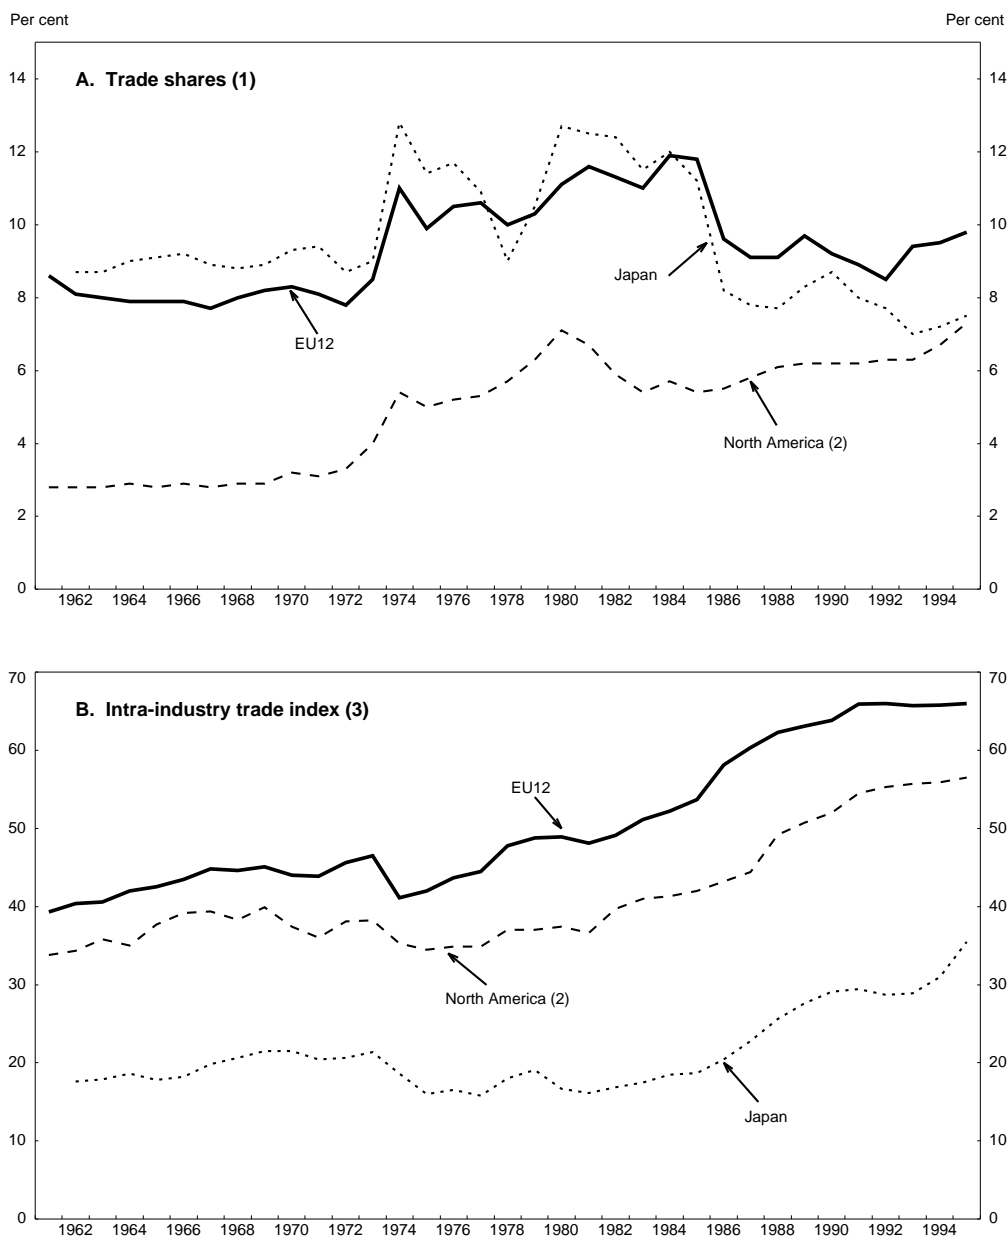 Per cent Per cent
A. Trade shares (1)
14 14
12 12
10 10
Japan
8 8
EU12
6 6
North America (2)
4 4
2 2
0 0
1962 1964 1966 1968 1970 1972 1974 1976 1978 1980 1982 1984 1986 1988 1990 1992 1994
70 70
B. Intra-industry trade index (3)
60 60
EU12
50 50
40 40
30 30
North America (2)
20 20
Japan
10 10
0 0
1962 1964 1966 1968 1970 1972 1974 1976 1978 1980 1982 1984 1986 1988 1990 1992 1994